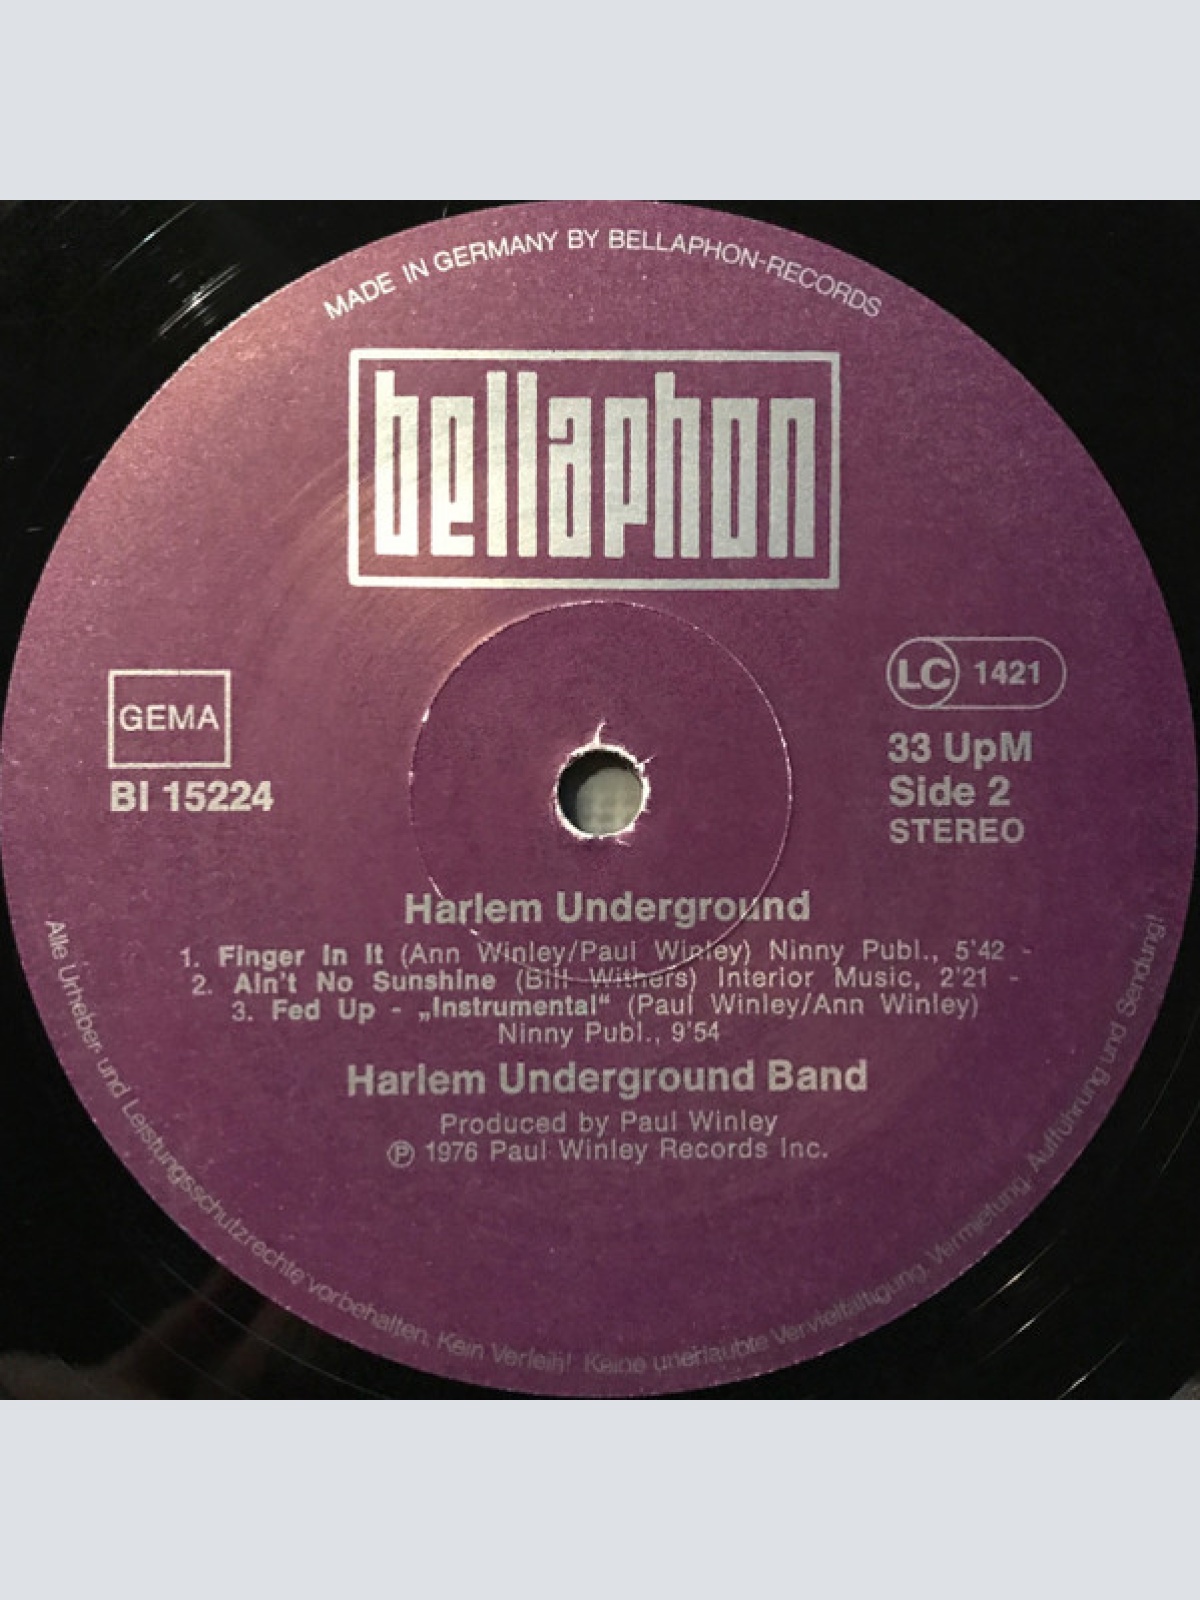 MADE IN GERMANY BY BELLAPHON-RECORDS
bellaphon
GEMA
BI 15224
LC 1421
33 UpM
Side 2
STEREO
Harlem Underground
1. Finger In It (Ann Winley/Paul Winley) Ninny Publ., 5'42 -
2. Ain't No Sunshine (Bill Withers) Interior Music, 2'21 -
3. Fed Up - „Instrumental“ (Paul Winley/Ann Winley)
Ninny Publ., 9'54
Harlem Underground Band
Produced by Paul Winley
℗ 1976 Paul Winley Records Inc.
Alle Urheber- und Leistungsschutzrechte vorbehalten. Kein Verleih! Keine unerlaubte Vervielfältigung, Vermietung, Aufführung und Sendung!